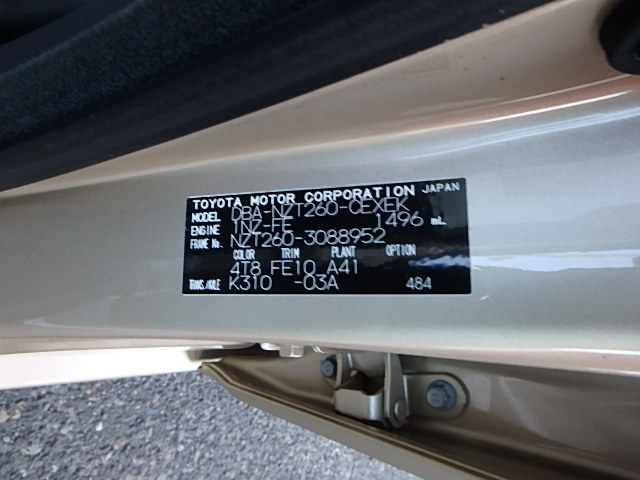 TOYOTA MOTOR CORPORATION JAPAN
MODEL DBA-NZT260-CEXEK
ENGINE 1NZ-FE 1496 mL
FRAME No. NZT260-3088952
COLOR TRIM PLANT OPTION
4T8 FE10 A41
TRANS./AXLE K310 -03A 484